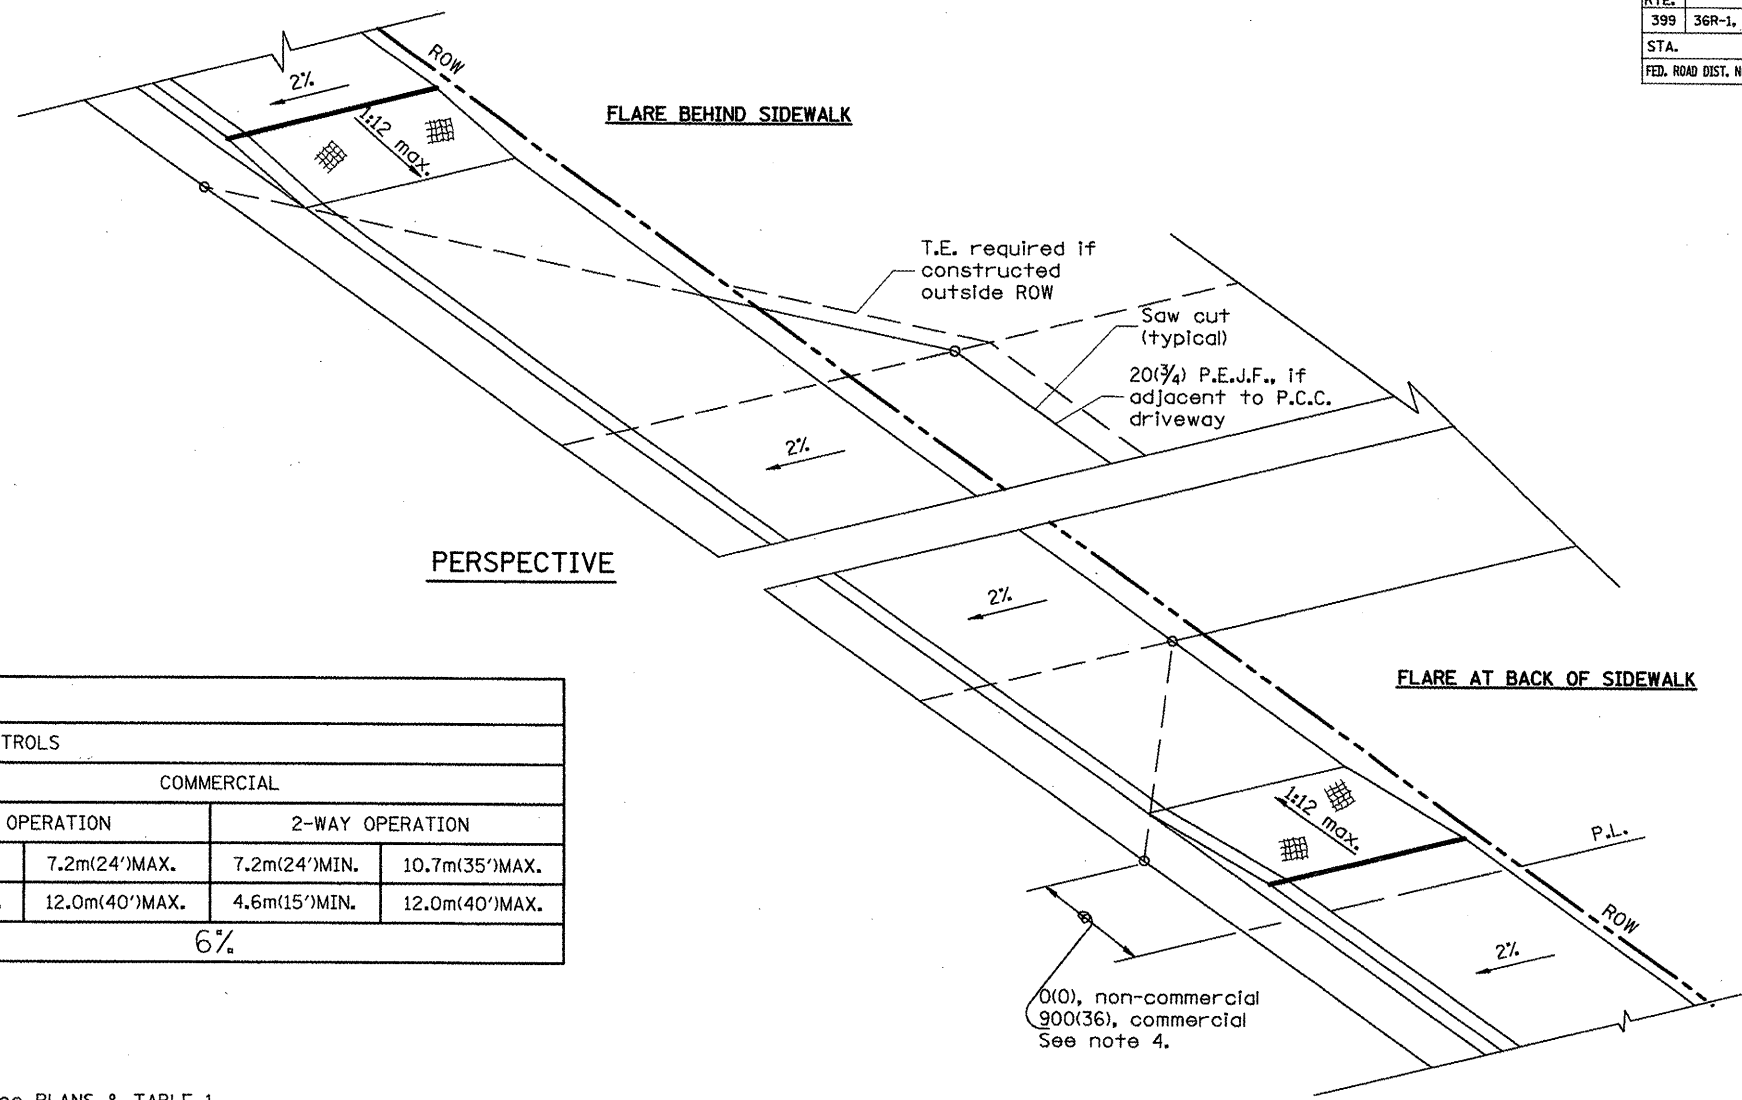 RTE.
399 36R-1,
STA.
FED. ROAD DIST. N
ROW
2%
FLARE BEHIND SIDEWALK
1:12 max.
T.E. required if
constructed
outside ROW
Saw cut
(typical)
20(3/4) P.E.J.F., if
adjacent to P.C.C.
driveway
2%
PERSPECTIVE
2%
FLARE AT BACK OF SIDEWALK
TROLS
COMMERCIAL
OPERATION 2-WAY OPERATION
7.2m(24')MAX. 7.2m(24')MIN. 10.7m(35')MAX.
12.0m(40')MAX. 4.6m(15')MIN. 12.0m(40')MAX.
6%
1:12 max.
P.L.
ROW
2%
0(0), non-commercial
900(36), commercial
See note 4.
PLANS & TABLE 1